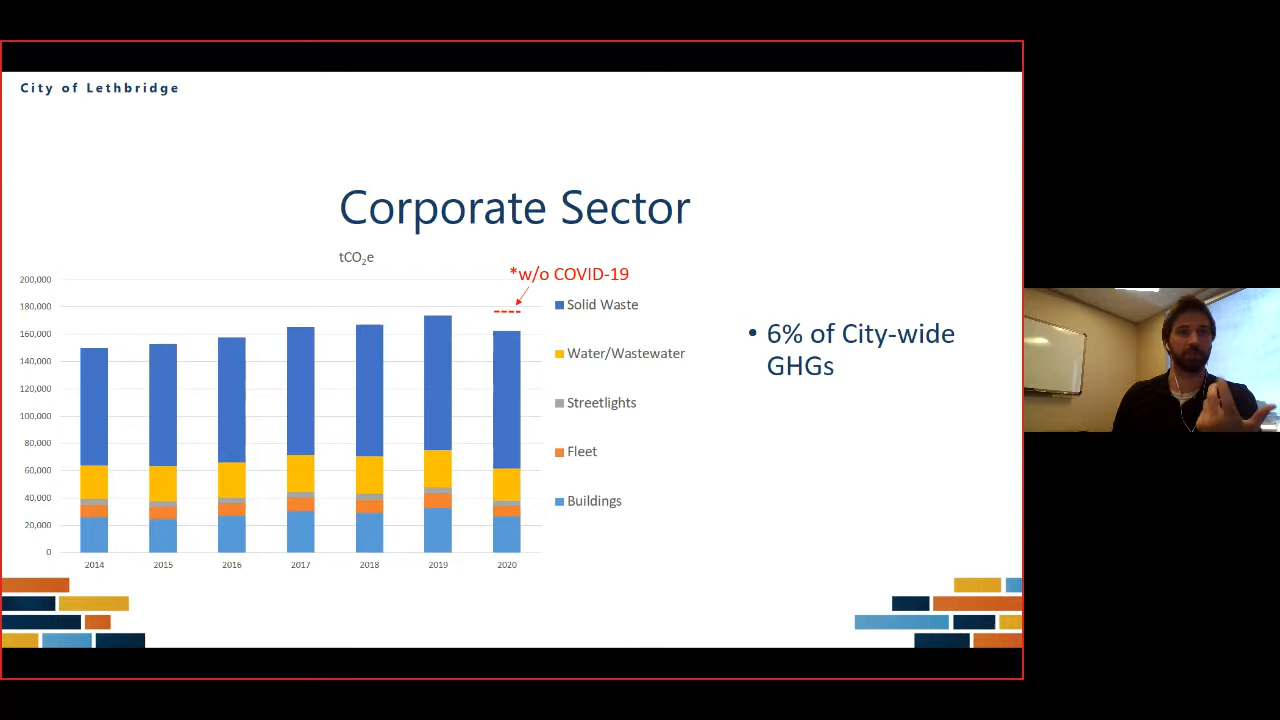 City of Lethbridge
Corporate Sector
tCO₂e
*w/o COVID-19
200,000
180,000
160,000
140,000
120,000
100,000
80,000
60,000
40,000
20,000
0
2014 2015 2016 2017 2018 2019 2020
Solid Waste
Water/Wastewater
Streetlights
Fleet
Buildings
• 6% of City-wide
GHGs